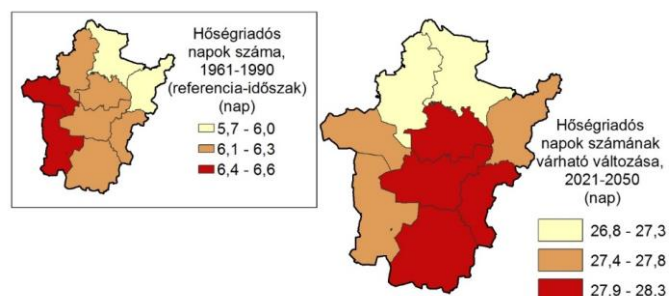 Hőségriadós
napok száma,
1961-1990
(referencia-időszak)
(nap)
5,7 - 6,0
6,1 - 6,3
6,4 - 6,6
Hőségriadós
napok számának
várható változása,
2021-2050
(nap)
26,8 - 27,3
27,4 - 27,8
27,9 - 28,3